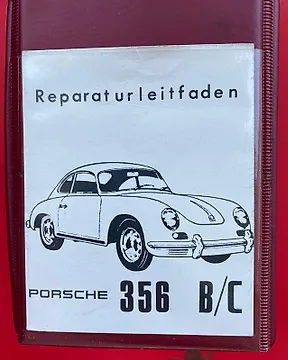 Reparaturleitfaden
PORSCHE 356 B/C